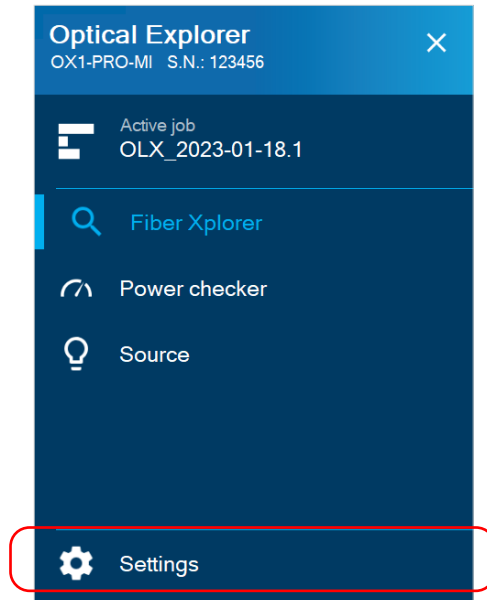 Optical Explorer
OX1-PRO-MI S.N.: 123456
Active job
OLX_2023-01-18.1
Fiber Xplorer
Power checker
Source
Settings